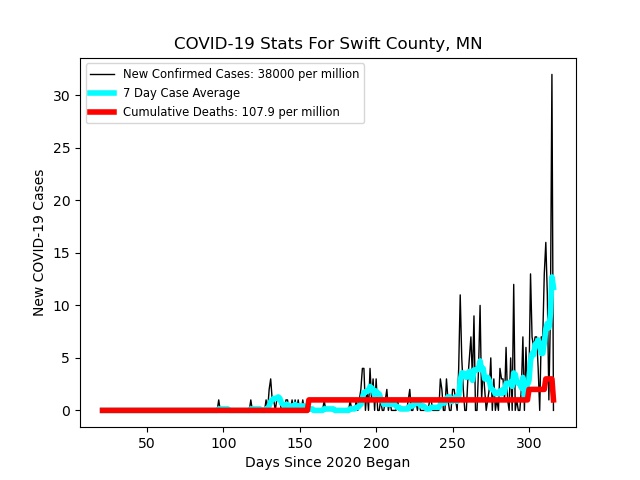 COVID-19 Stats For Swift County, MN
New Confirmed Cases: 38000 per million
7 Day Case Average
Cumulative Deaths: 107.9 per million
New COVID-19 Cases
30
25
20
15
10
5
0
50 100 150 200 250 300
Days Since 2020 Began